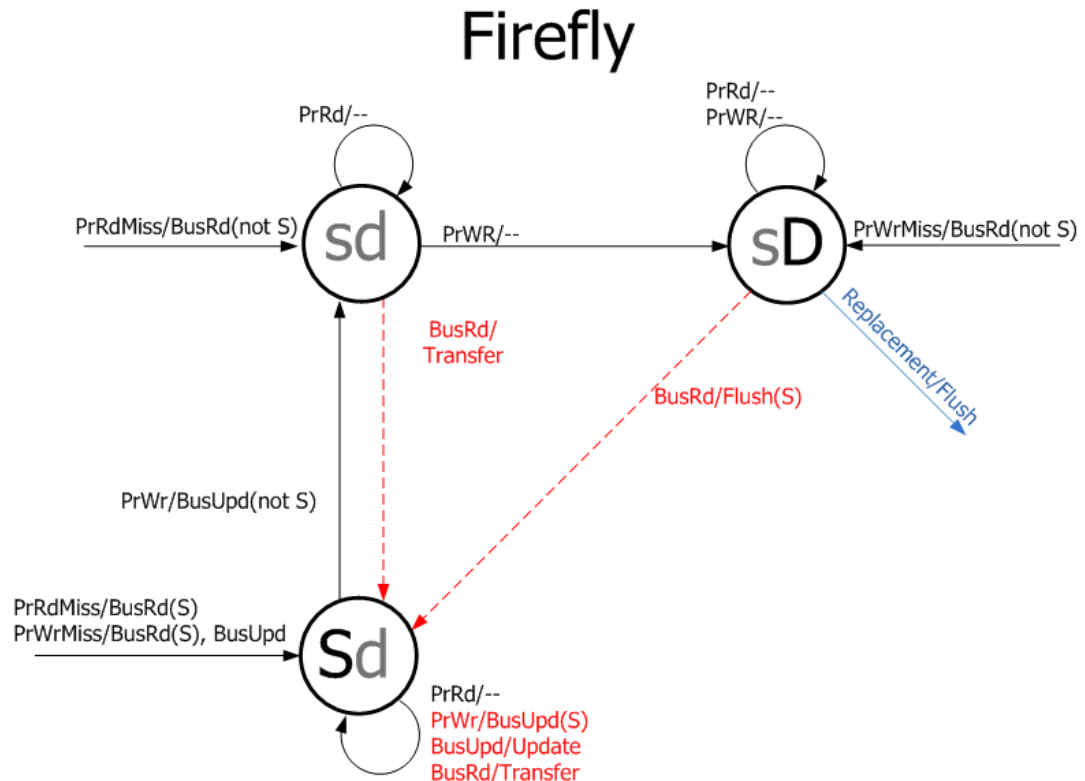 Firefly
PrRd/--
PrRd/--
PrWR/--
PrRdMiss/BusRd(not S)
sd
PrWR/--
sD
PrWrMiss/BusRd(not S)
BusRd/
Transfer
Replacement/Flush
BusRd/Flush(S)
PrWr/BusUpd(not S)
PrRdMiss/BusRd(S)
PrWrMiss/BusRd(S), BusUpd
Sd
PrRd/--
PrWr/BusUpd(S)
BusUpd/Update
BusRd/Transfer